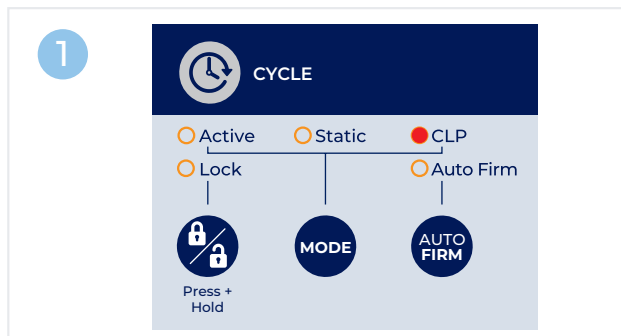 1
CYCLE
Active Static CLP
Lock Auto Firm
MODE
AUTO
FIRM
Press +
Hold